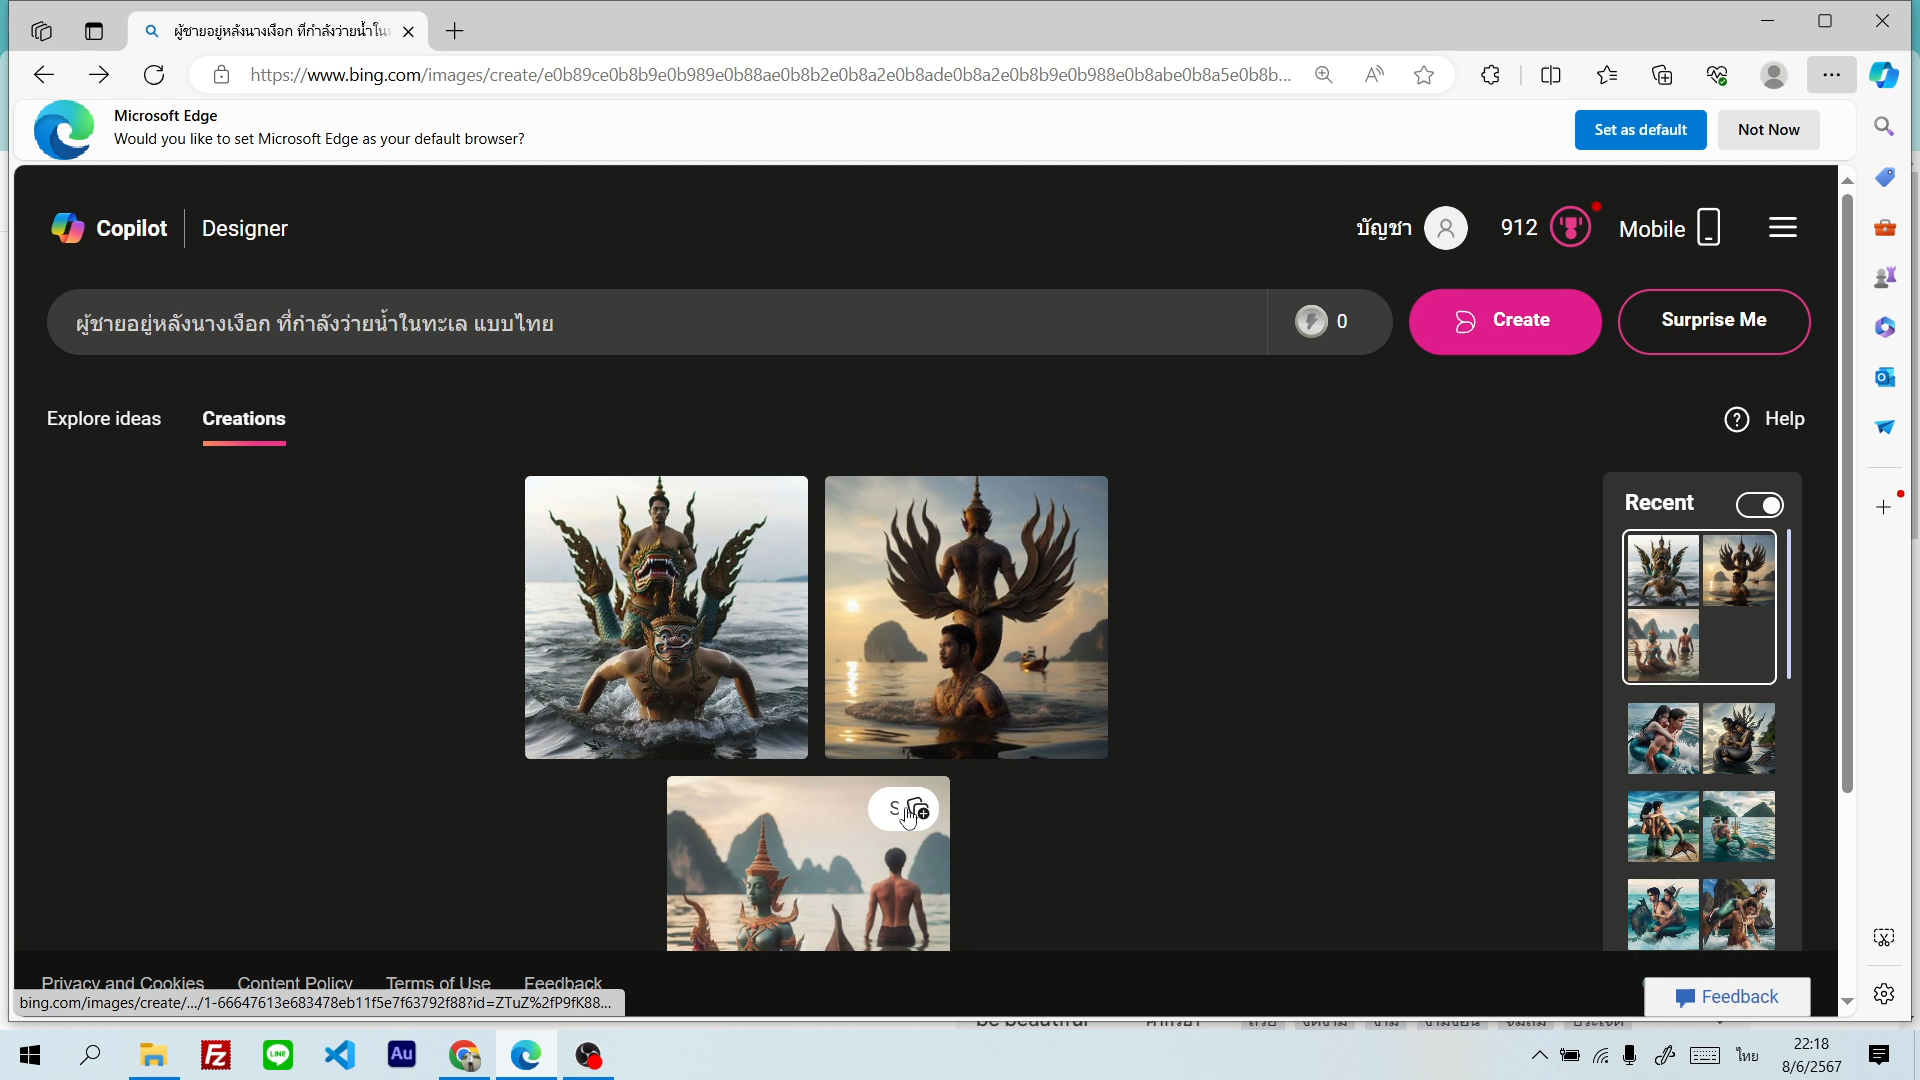 ผู้ชายอยู่หลังนางเงือก ที่กำลังว่ายน้ำใน
https://www.bing.com/images/create/e0b89ce0b8b9e0b989e0b88ae0b8b2e0b8a2e0b8ade0b8a2e0b8b9e0b988e0b8abe0b8a5e0b8b...
Microsoft Edge
Would you like to set Microsoft Edge as your default browser?
Set as default
Not Now
Copilot
Designer
บัญชา
912
Mobile
ผู้ชายอยู่หลังนางเงือก ที่กำลังว่ายน้ำในทะเล แบบไทย
0
Create
Surprise Me
Explore ideas
Creations
Help
Recent
Privacy and Cookies
Content Policy
Terms of Use
Feedback
bing.com/images/create/.../1-66647613e683478eb11f5e7f63792f88?id=ZTuZ%2fP9fK88...
Feedback
be beautiful
ไทย
22:18
8/6/2567